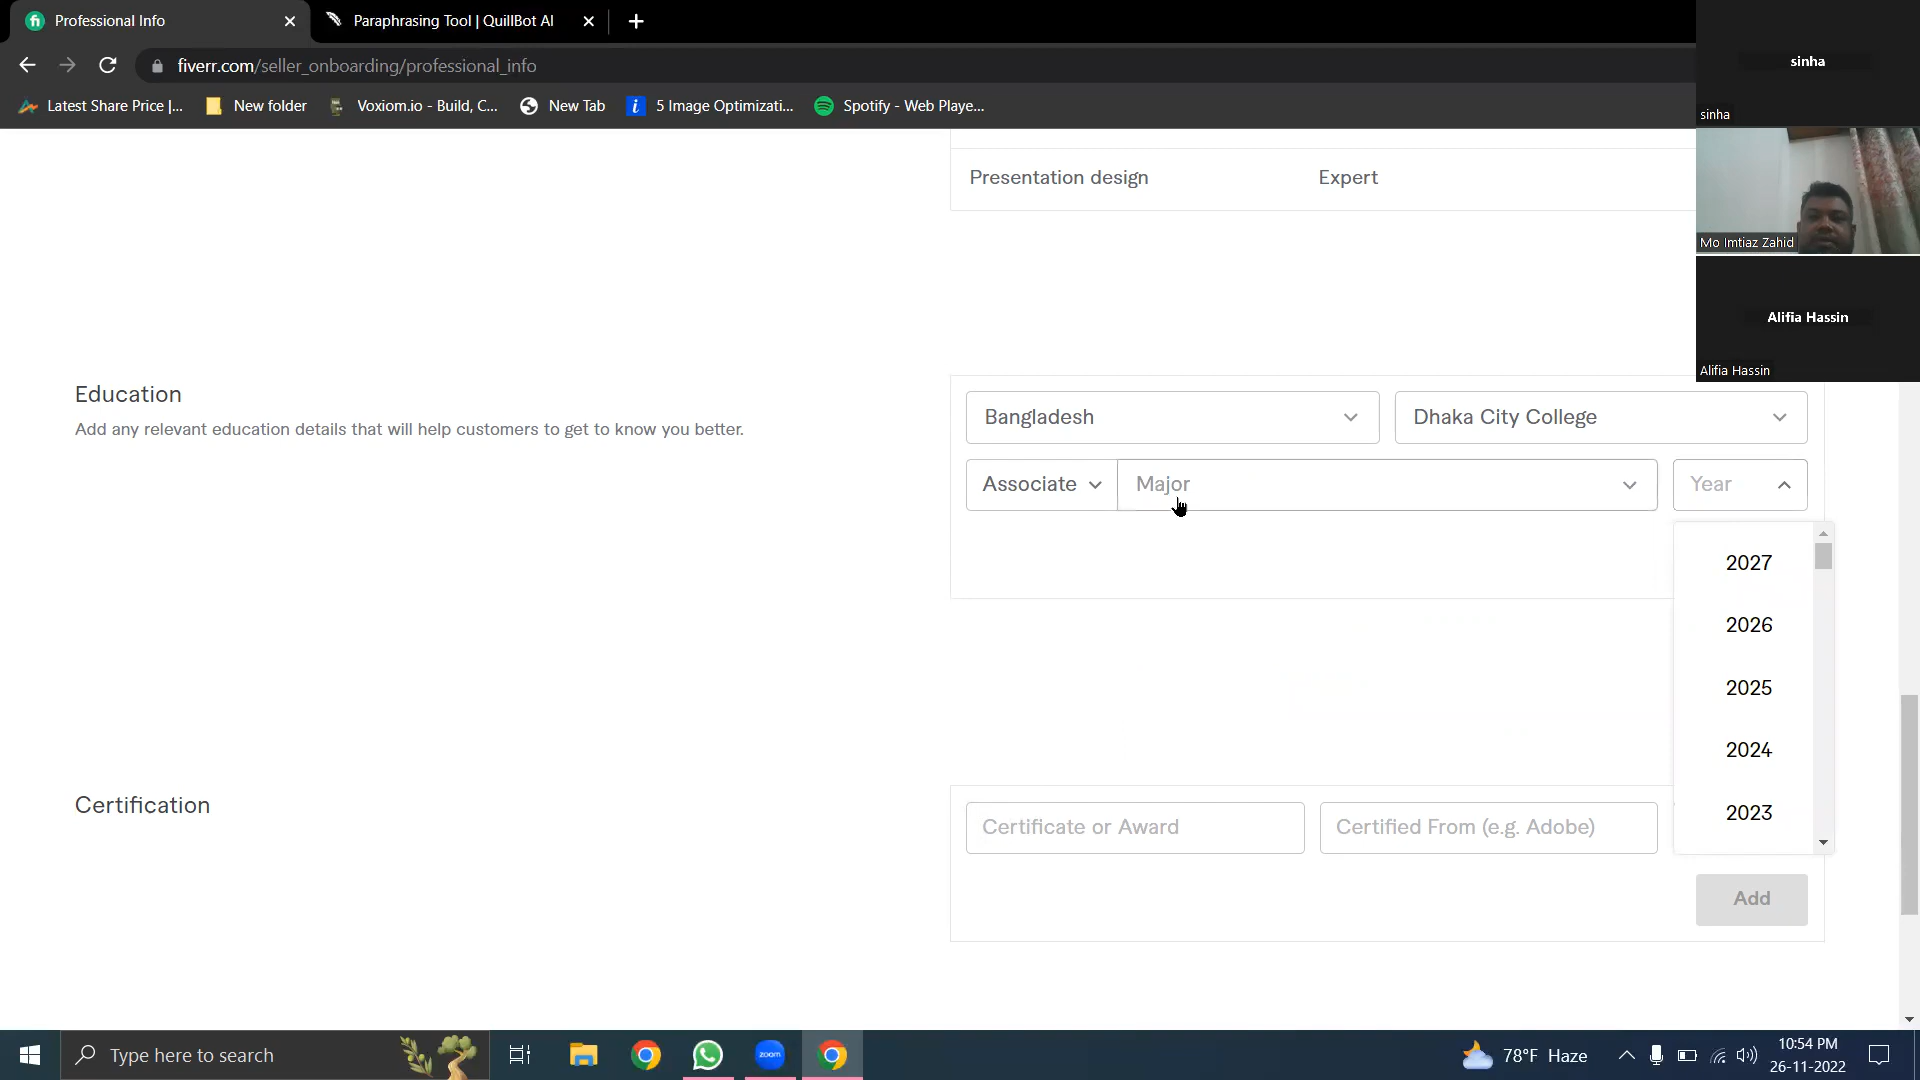 Professional Info
Paraphrasing Tool | QuillBot AI
fiverr.com/seller_onboarding/professional_info
Latest Share Price |...
New folder
Voxiom.io - Build, C...
New Tab
5 Image Optimizati...
Spotify - Web Playe...
sinha
sinha
Mo Imtiaz Zahid
Alifia Hassin
Alifia Hassin
Presentation design
Expert
Education
Add any relevant education details that will help customers to get to know you better.
Bangladesh
Dhaka City College
Associate
Major
Year
2027
2026
2025
2024
2023
Certification
Certificate or Award
Certified From (e.g. Adobe)
Add
Type here to search
zoom
78°F Haze
10:54 PM
26-11-2022